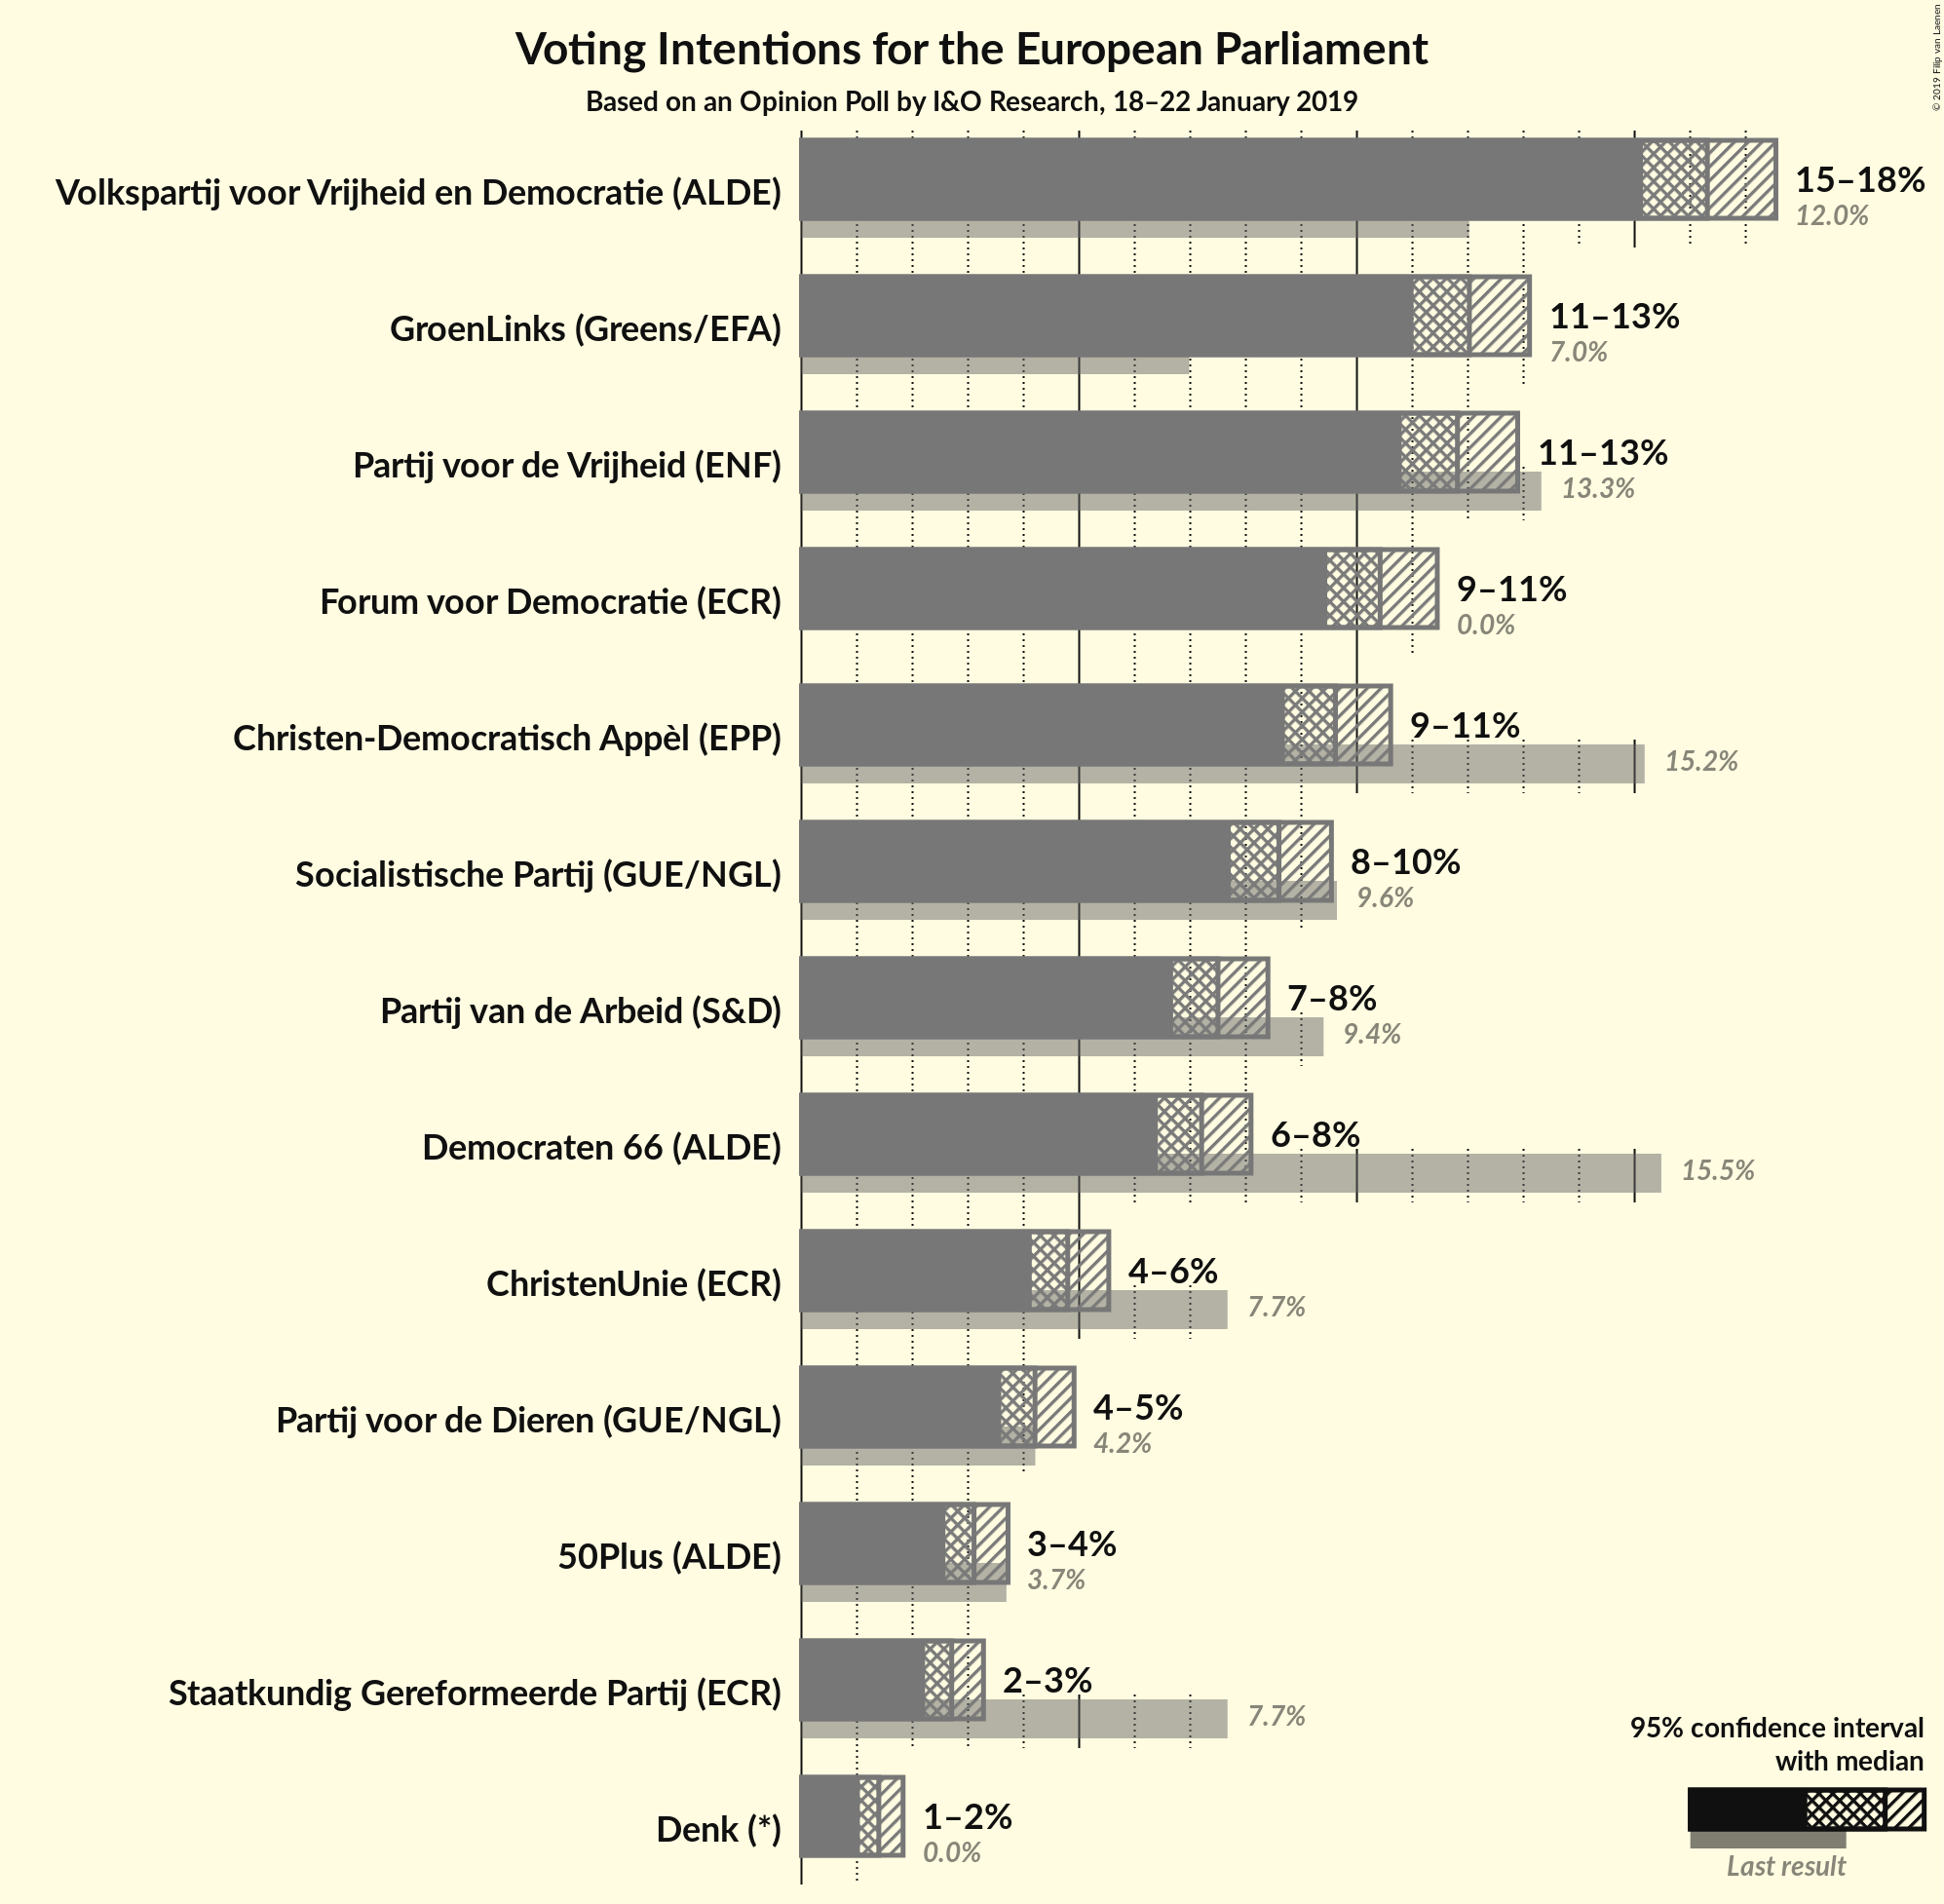 Voting Intentions for the European Parliament
Based on an Opinion Poll by I&O Research, 18–22 January 2019
© 2019 Filip van Laenen
Volkspartij voor Vrijheid en Democratie (ALDE)
15–18%
12.0%
GroenLinks (Greens/EFA)
11–13%
7.0%
Partij voor de Vrijheid (ENF)
11–13%
13.3%
Forum voor Democratie (ECR)
9–11%
0.0%
Christen-Democratisch Appèl (EPP)
9–11%
15.2%
Socialistische Partij (GUE/NGL)
8–10%
9.6%
Partij van de Arbeid (S&D)
7–8%
9.4%
Democraten 66 (ALDE)
6–8%
15.5%
ChristenUnie (ECR)
4–6%
7.7%
Partij voor de Dieren (GUE/NGL)
4–5%
4.2%
50Plus (ALDE)
3–4%
3.7%
Staatkundig Gereformeerde Partij (ECR)
2–3%
7.7%
Denk (*)
1–2%
0.0%
95% confidence interval
with median
Last result